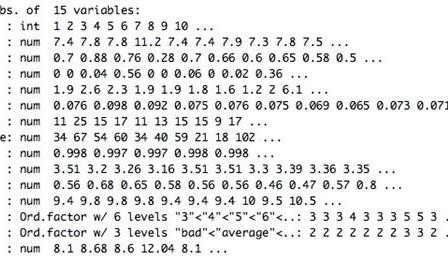 bs. of  15 variables:
: int  1 2 3 4 5 6 7 8 9 10 ...
: num  7.4 7.8 7.8 11.2 7.4 7.4 7.9 7.3 7.8 7.5 ...
: num  0.7 0.88 0.76 0.28 0.7 0.66 0.6 0.65 0.58 0.5 ...
: num  0 0 0.04 0.56 0 0 0.06 0 0.02 0.36 ...
: num  1.9 2.6 2.3 1.9 1.9 1.8 1.6 1.2 2 6.1 ...
: num  0.076 0.098 0.092 0.075 0.076 0.075 0.069 0.065 0.073 0.071
: num  11 25 15 17 11 13 15 15 9 17 ...
e: num  34 67 54 60 34 40 59 21 18 102 ...
: num  0.998 0.997 0.997 0.998 0.998 ...
: num  3.51 3.2 3.26 3.16 3.51 3.51 3.3 3.39 3.36 3.35 ...
: num  0.56 0.68 0.65 0.58 0.56 0.56 0.46 0.47 0.57 0.8 ...
: num  9.4 9.8 9.8 9.8 9.4 9.4 9.4 10 9.5 10.5 ...
: Ord.factor w/ 6 levels "3"<"4"<"5"<"6"<..: 3 3 3 4 3 3 3 5 5 3 .
: Ord.factor w/ 3 levels "bad"<"average"<..: 2 2 2 2 2 2 2 3 3 2 .
: num  8.1 8.68 8.6 12.04 8.1 ...